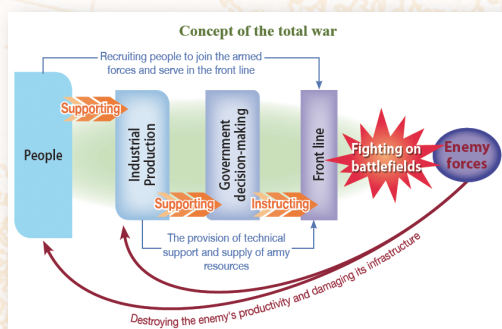 Concept of the total war
Recruiting people to join the armed
forces and serve in the front line
Supporting
People
Industrial
Production
Government
decision-making
Front line
Fighting on
battlefields
Enemy
forces
Supporting
Instructing
The provision of technical
support and supply of army
resources
Destroying the enemy's productivity and damaging its infrastructure